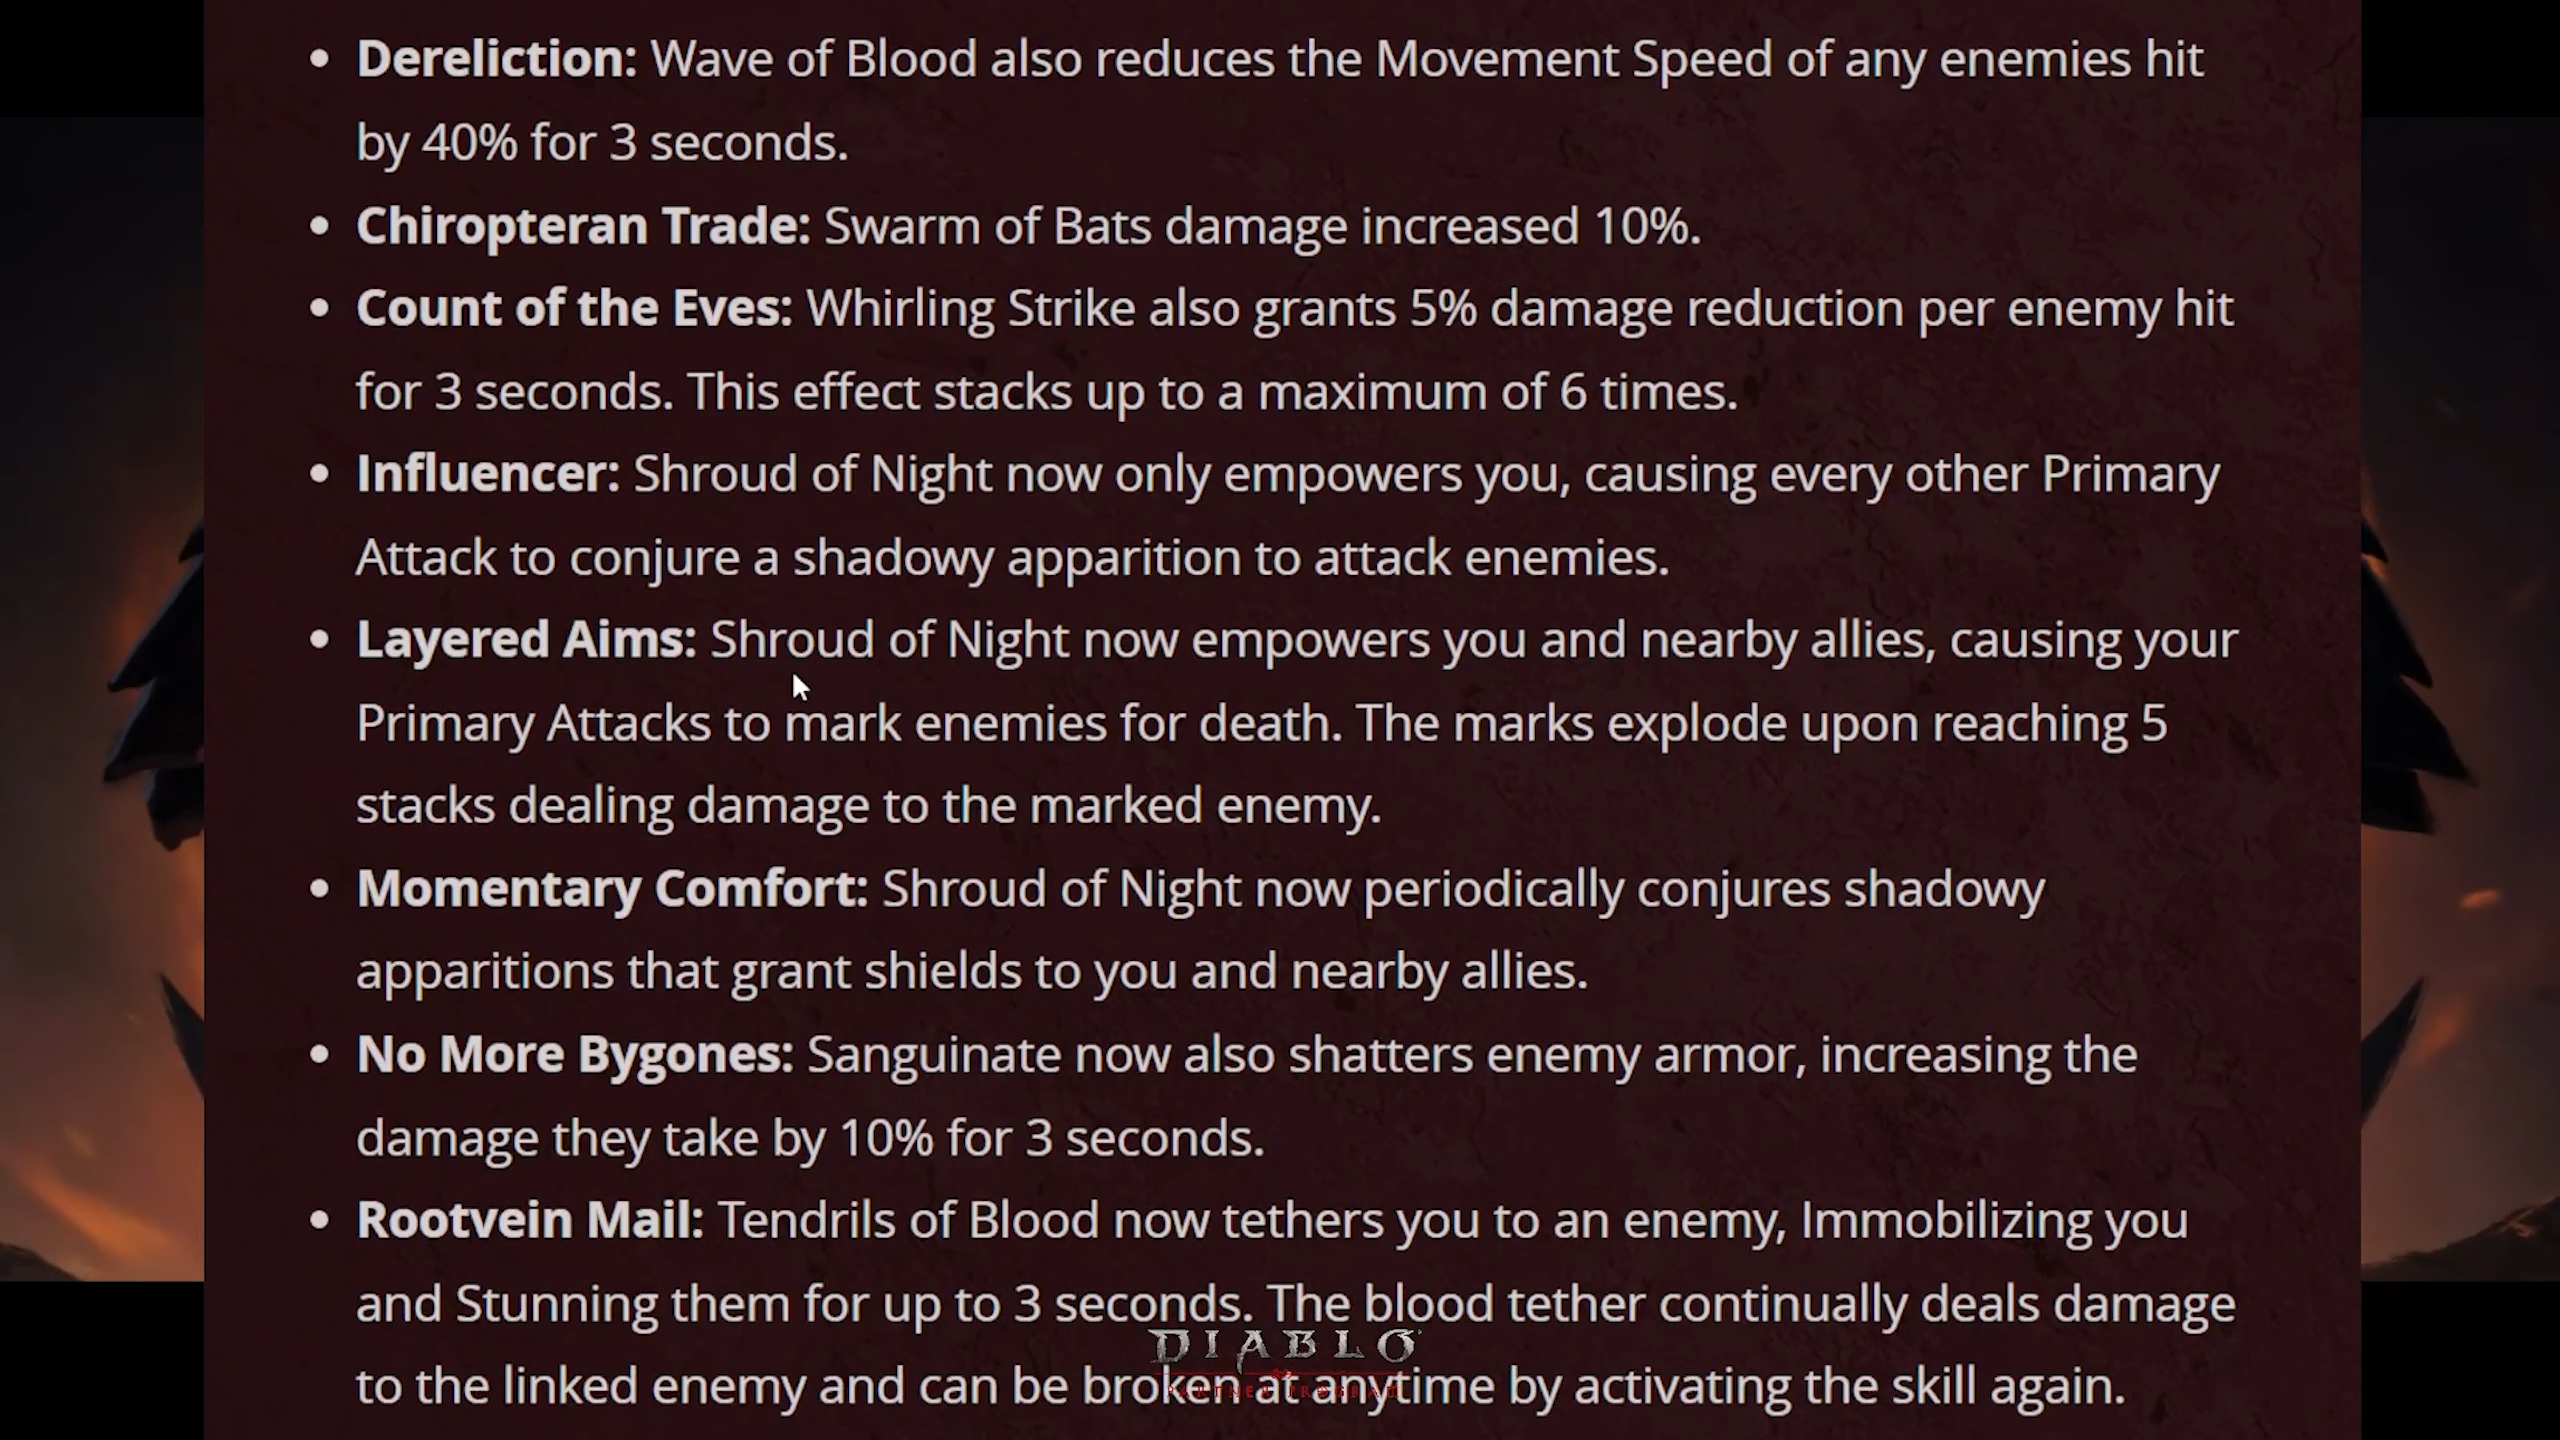 • Dereliction: Wave of Blood also reduces the Movement Speed of any enemies hit
by 40% for 3 seconds.
• Chiropteran Trade: Swarm of Bats damage increased 10%.
• Count of the Eves: Whirling Strike also grants 5% damage reduction per enemy hit
for 3 seconds. This effect stacks up to a maximum of 6 times.
• Influencer: Shroud of Night now only empowers you, causing every other Primary
Attack to conjure a shadowy apparition to attack enemies.
• Layered Aims: Shroud of Night now empowers you and nearby allies, causing your
Primary Attacks to mark enemies for death. The marks explode upon reaching 5
stacks dealing damage to the marked enemy.
• Momentary Comfort: Shroud of Night now periodically conjures shadowy
apparitions that grant shields to you and nearby allies.
• No More Bygones: Sanguinate now also shatters enemy armor, increasing the
damage they take by 10% for 3 seconds.
• Rootvein Mail: Tendrils of Blood now tethers you to an enemy, Immobilizing you
and Stunning them for up to 3 seconds. The blood tether continually deals damage
DIABLO
to the linked enemy and can be broken at anytime by activating the skill again.
PARTNER PROGRAM